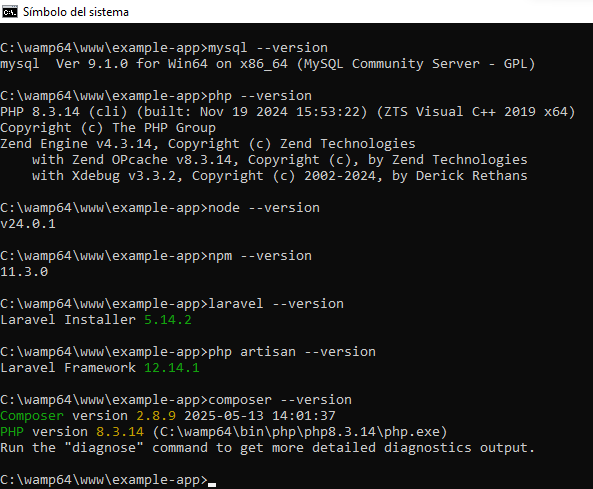 Símbolo del sistema
C:\wamp64\www\example-app>mysql --version
mysql  Ver 9.1.0 for Win64 on x86_64 (MySQL Community Server - GPL)
C:\wamp64\www\example-app>php --version
PHP 8.3.14 (cli) (built: Nov 19 2024 15:53:22) (ZTS Visual C++ 2019 x64)
Copyright (c) The PHP Group
Zend Engine v4.3.14, Copyright (c) Zend Technologies
    with Zend OPcache v8.3.14, Copyright (c), by Zend Technologies
    with Xdebug v3.3.2, Copyright (c) 2002-2024, by Derick Rethans
C:\wamp64\www\example-app>node --version
v24.0.1
C:\wamp64\www\example-app>npm --version
11.3.0
C:\wamp64\www\example-app>laravel --version
Laravel Installer 5.14.2
C:\wamp64\www\example-app>php artisan --version
Laravel Framework 12.14.1
C:\wamp64\www\example-app>composer --version
Composer version 2.8.9 2025-05-13 14:01:37
PHP version 8.3.14 (C:\wamp64\bin\php\php8.3.14\php.exe)
Run the "diagnose" command to get more detailed diagnostics output.
C:\wamp64\www\example-app>